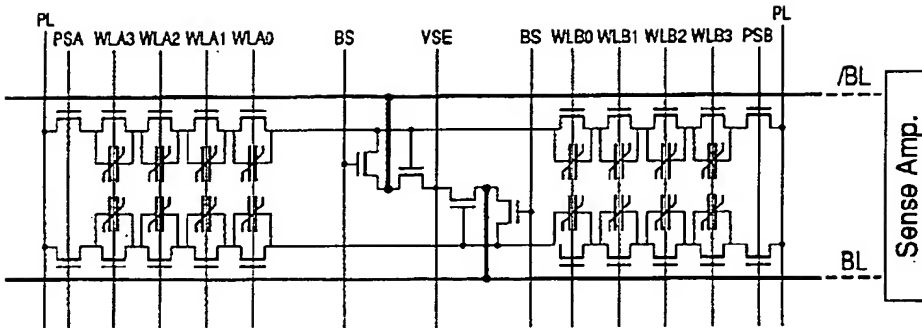 PL
PSA WLA3 WLA2 WLA1 WLA0 BS VSE BS WLB0 WLB1 WLB2 WLB3 PSB
PL
/BL
BL
Sense Amp.